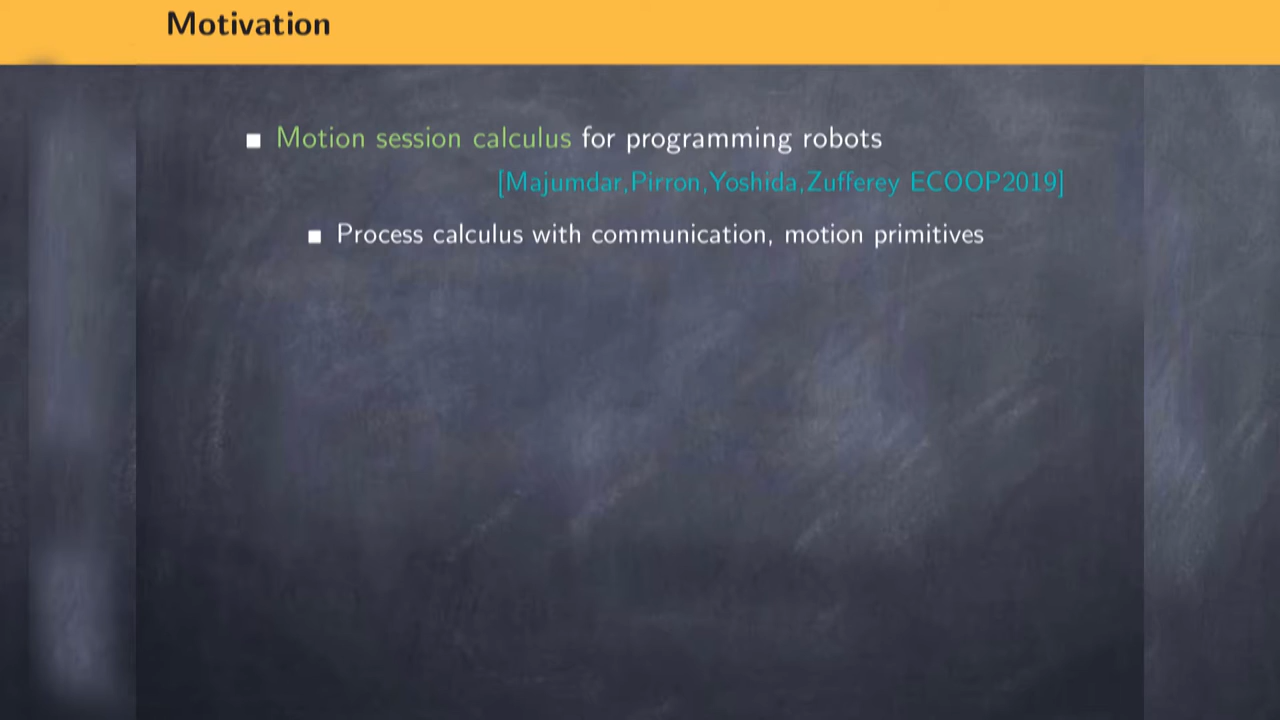 Motivation
Motion session calculus for programming robots
[Majumdar,Pirron,Yoshida,Zufferey ECOOP2019]
Process calculus with communication, motion primitives